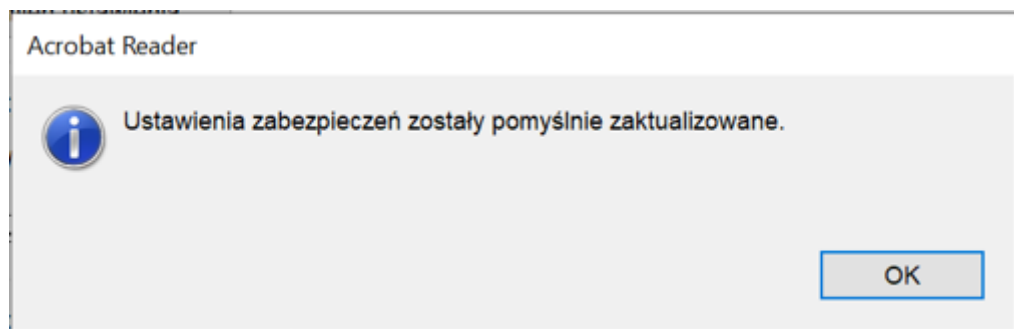 Acrobat Reader
Ustawienia zabezpieczeń zostały pomyślnie zaktualizowane.
OK